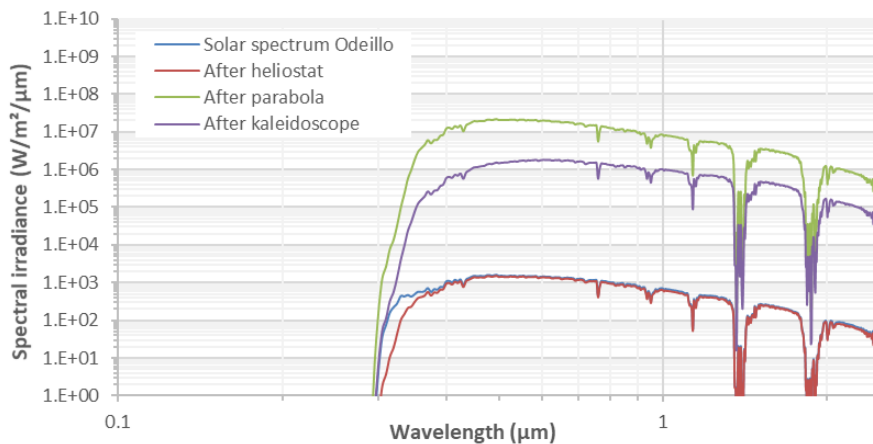 1.E+10
1.E+09
1.E+08
1.E+07
1.E+06
1.E+05
1.E+04
1.E+03
1.E+02
1.E+01
1.E+00
Spectral irradiance (W/m²/μm)
Solar spectrum Odeillo
After heliostat
After parabola
After kaleidoscope
0.1
1
Wavelength (μm)